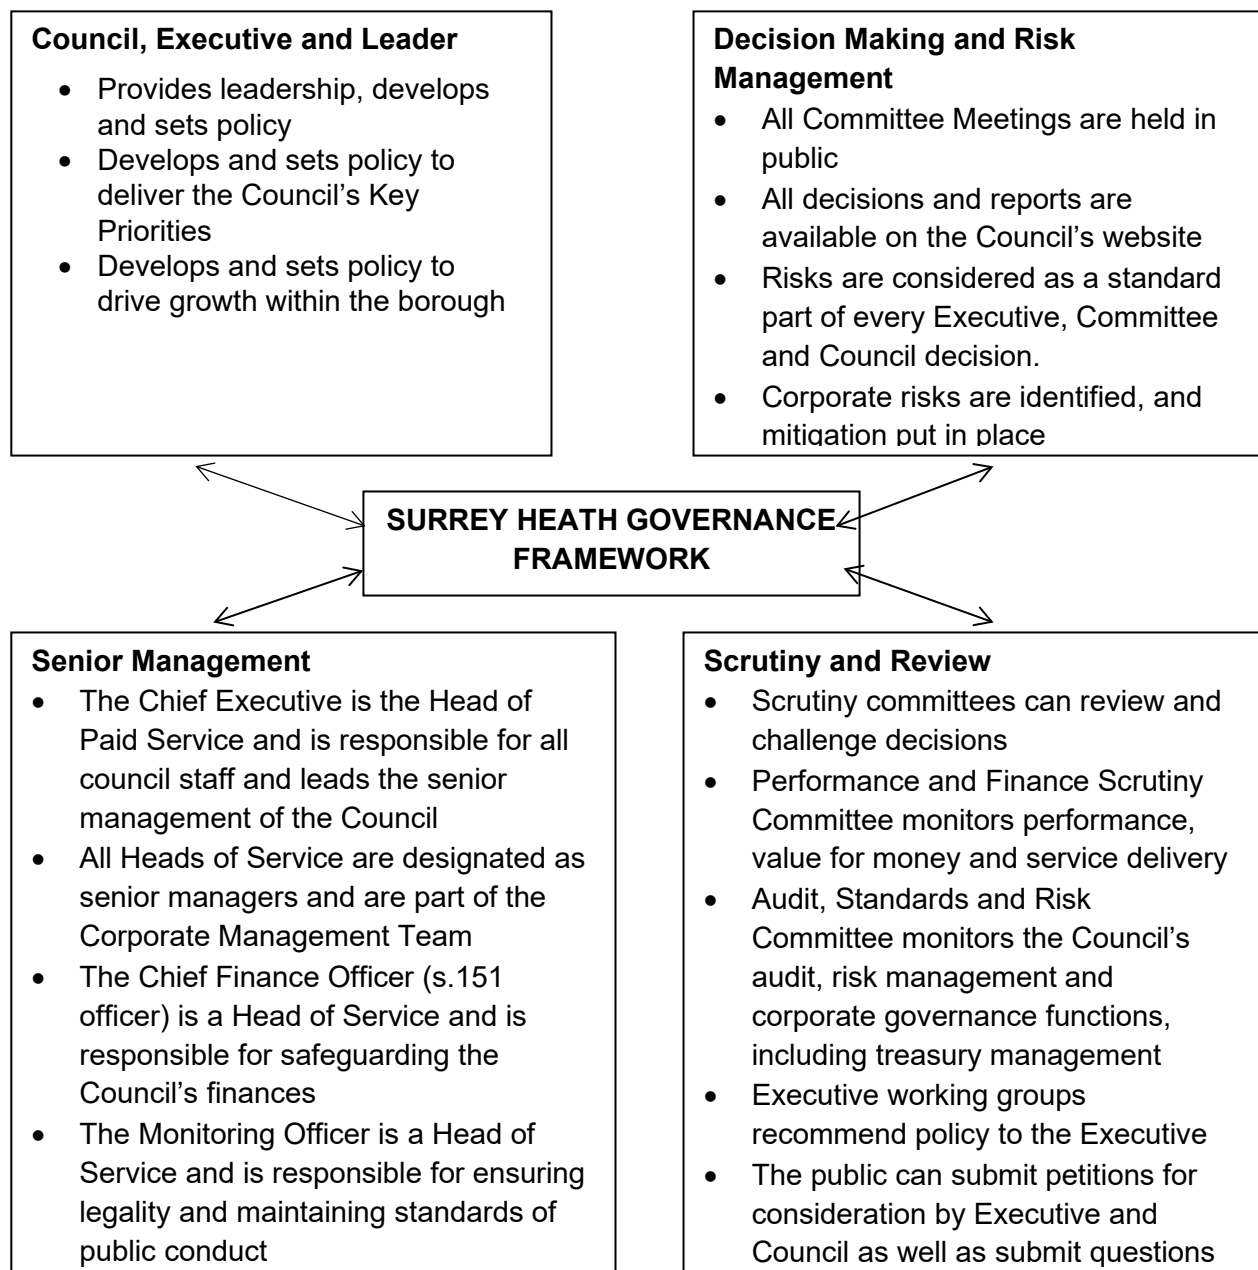 Council, Executive and Leader
• Provides leadership, develops
and sets policy
• Develops and sets policy to
deliver the Council’s Key
Priorities
• Develops and sets policy to
drive growth within the borough
Decision Making and Risk
Management
• All Committee Meetings are held in
public
• All decisions and reports are
available on the Council’s website
• Risks are considered as a standard
part of every Executive, Committee
and Council decision.
• Corporate risks are identified, and
mitigation put in place
SURREY HEATH GOVERNANCE
FRAMEWORK
Senior Management
• The Chief Executive is the Head of
Paid Service and is responsible for all
council staff and leads the senior
management of the Council
• All Heads of Service are designated as
senior managers and are part of the
Corporate Management Team
• The Chief Finance Officer (s.151
officer) is a Head of Service and is
responsible for safeguarding the
Council’s finances
• The Monitoring Officer is a Head of
Service and is responsible for ensuring
legality and maintaining standards of
public conduct
Scrutiny and Review
• Scrutiny committees can review and
challenge decisions
• Performance and Finance Scrutiny
Committee monitors performance,
value for money and service delivery
• Audit, Standards and Risk
Committee monitors the Council’s
audit, risk management and
corporate governance functions,
including treasury management
• Executive working groups
recommend policy to the Executive
• The public can submit petitions for
consideration by Executive and
Council as well as submit questions